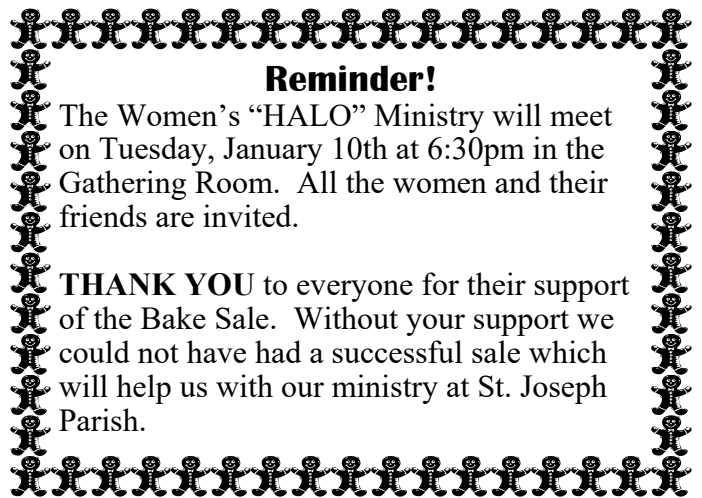 Reminder!
The Women’s “HALO” Ministry will meet
on Tuesday, January 10th at 6:30pm in the
Gathering Room.  All the women and their
friends are invited.
THANK YOU to everyone for their support
of the Bake Sale.  Without your support we
could not have had a successful sale which
will help us with our ministry at St. Joseph
Parish.